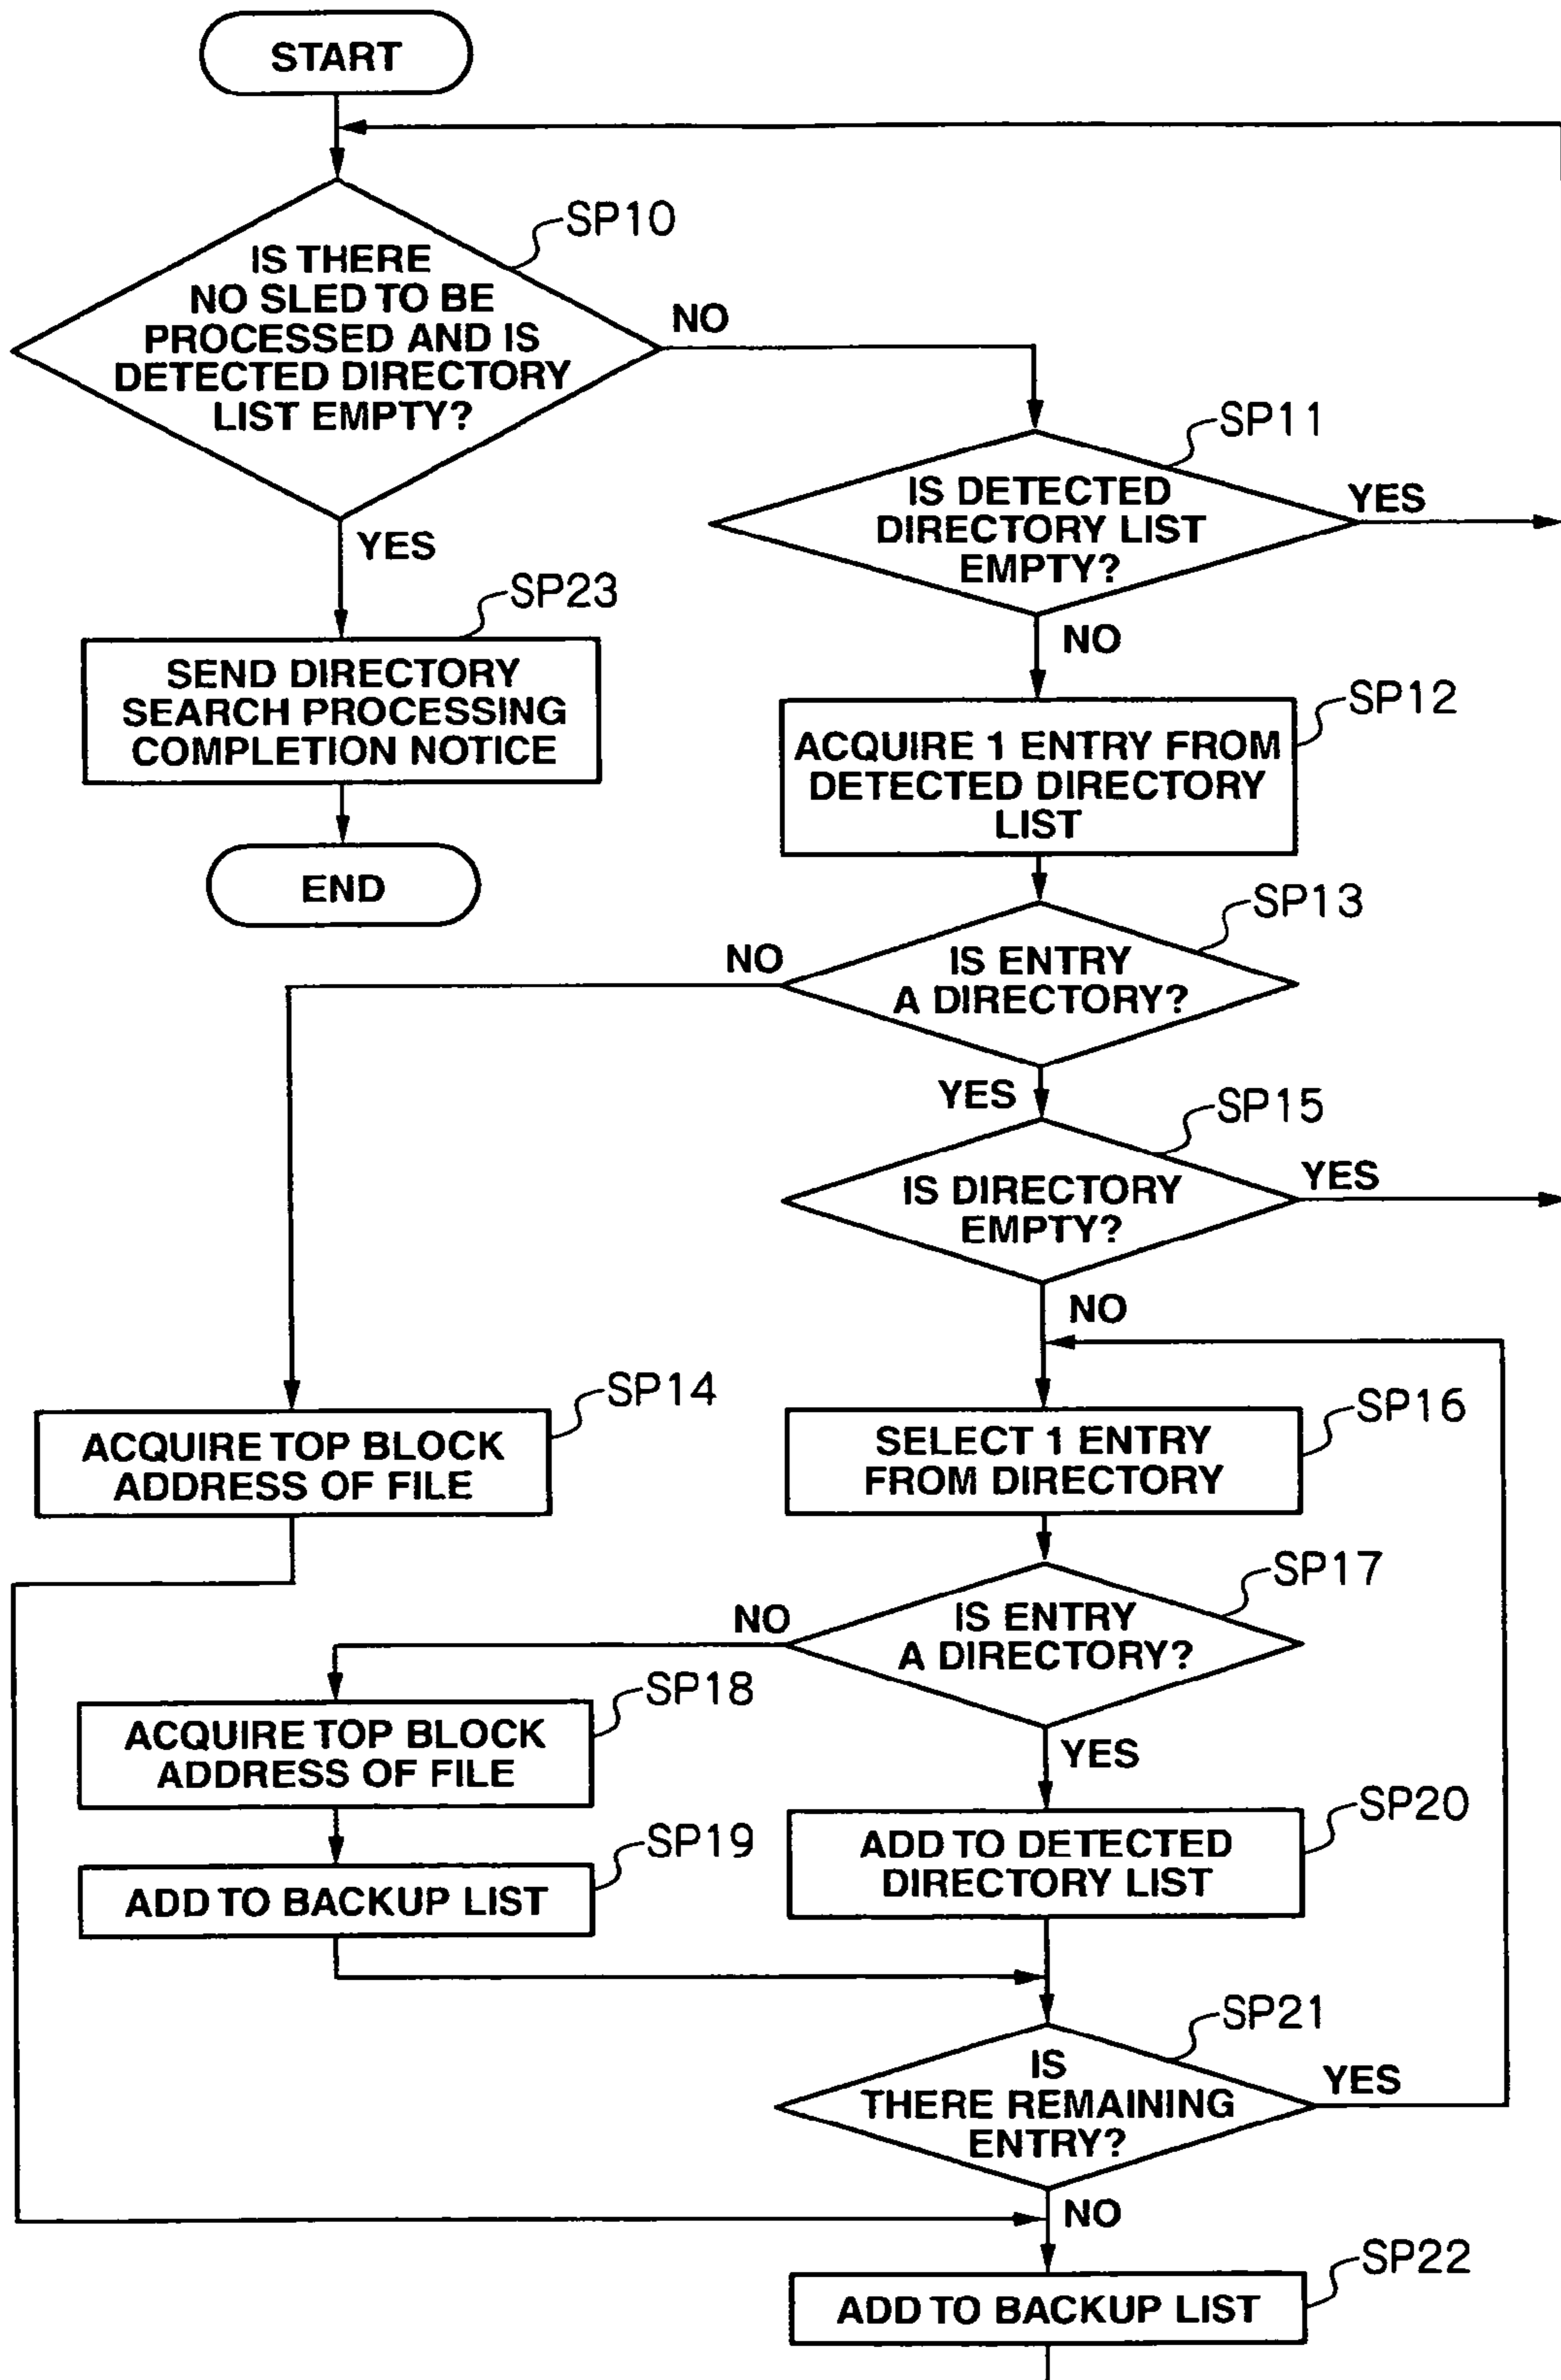 START
SP10
IS THERE
NO SLED TO BE
PROCESSED AND IS
DETECTED DIRECTORY
LIST EMPTY?
NO
YES
SP11
IS DETECTED
DIRECTORY LIST
EMPTY?
YES
NO
SP23
SEND DIRECTORY
SEARCH PROCESSING
COMPLETION NOTICE
END
SP12
ACQUIRE 1 ENTRY FROM
DETECTED DIRECTORY
LIST
SP13
IS ENTRY
A DIRECTORY?
NO
YES
SP15
IS DIRECTORY
EMPTY?
YES
NO
SP14
ACQUIRE TOP BLOCK
ADDRESS OF FILE
SP16
SELECT 1 ENTRY
FROM DIRECTORY
SP17
IS ENTRY
A DIRECTORY?
NO
YES
SP18
ACQUIRE TOP BLOCK
ADDRESS OF FILE
SP19
ADD TO BACKUP LIST
SP20
ADD TO DETECTED
DIRECTORY LIST
SP21
IS
THERE REMAINING
ENTRY?
YES
NO
SP22
ADD TO BACKUP LIST